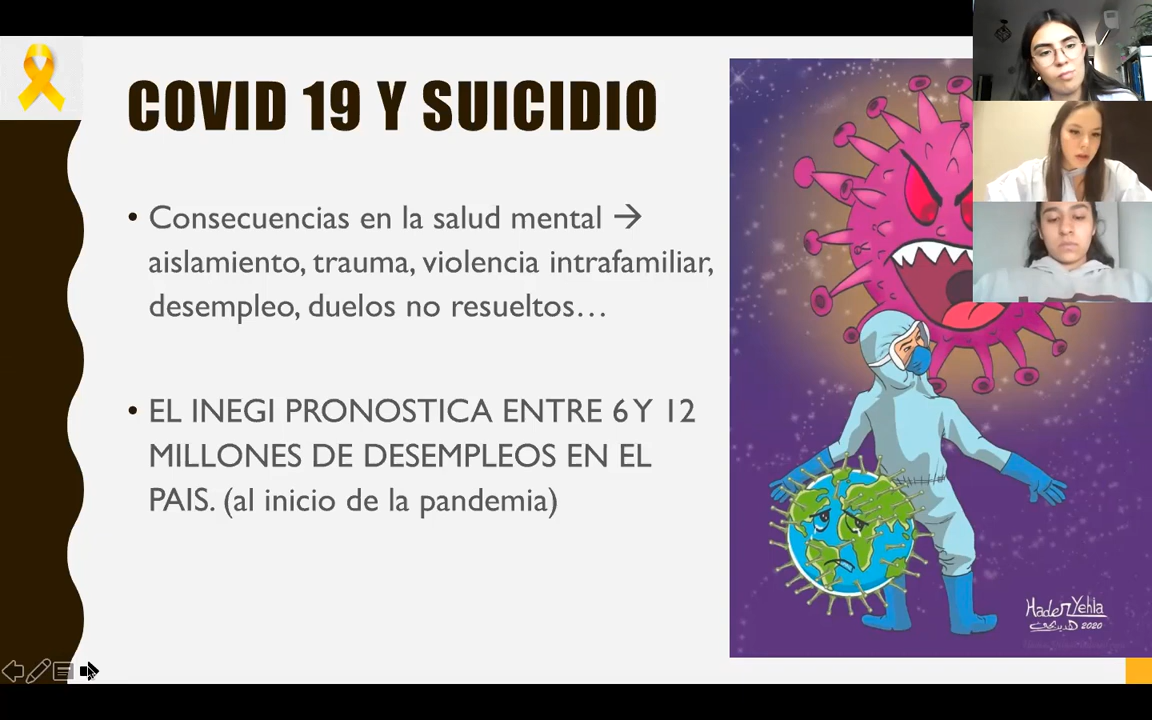 COVID 19 Y SUICIDIO
• Consecuencias en la salud mental →
aislamiento, trauma, violencia intrafamiliar,
desempleo, duelos no resueltos…
• EL INEGI PRONOSTICA ENTRE 6 Y 12
MILLONES DE DESEMPLEOS EN EL
PAIS. (al inicio de la pandemia)
2020